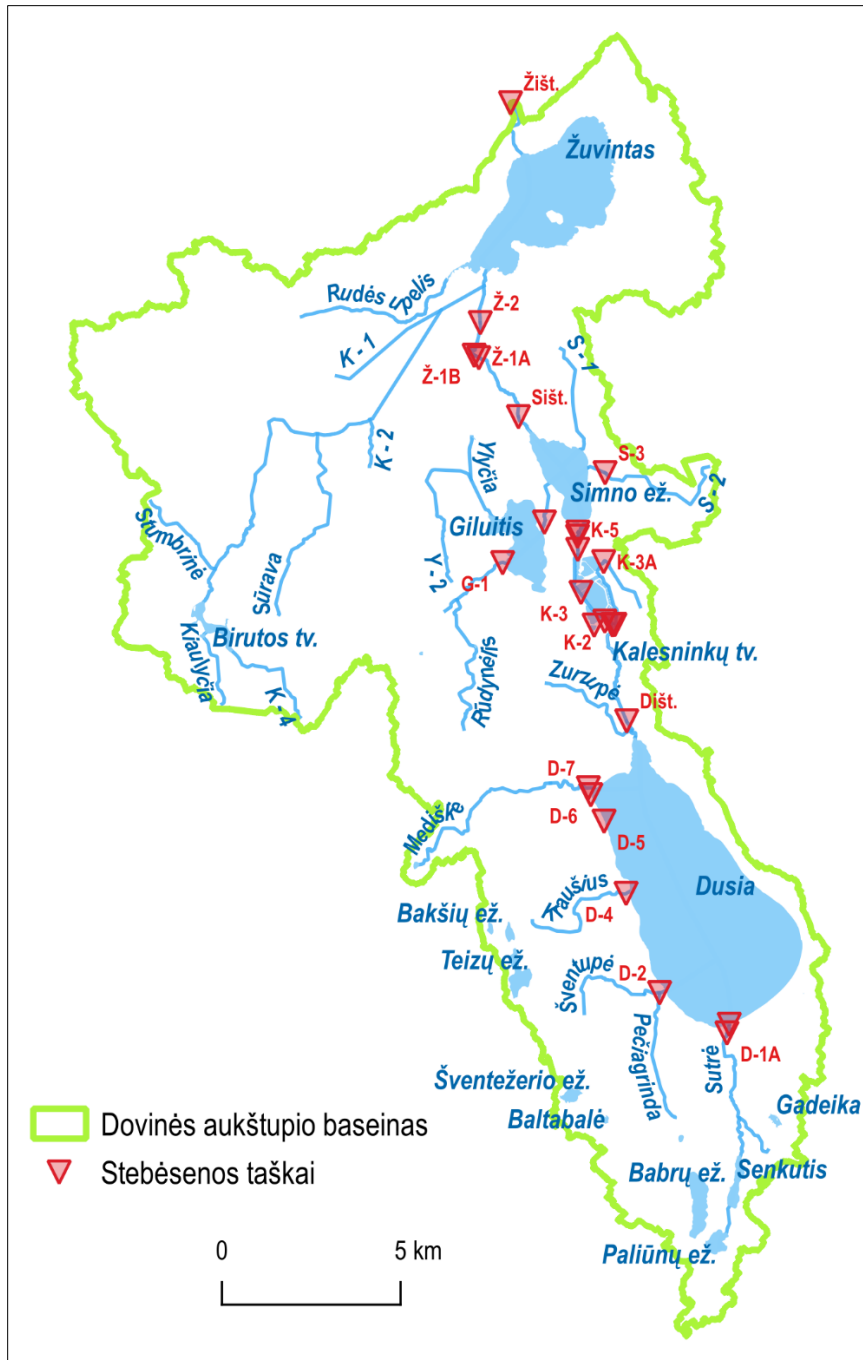 Žišt.
Žuvintas
Rudės upelis
Ž-2
K - 1
S - 1
Ž-1A
Ž-1B
Sišt.
K - 2
Ylyčia
S-3
S - 2
Simno ež.
Stumbrinė
Giluitis
K-5
Sūrava
Y - 2
K-3A
G-1
K-3
Birutos tv.
K-2
Kalesninkų tv.
Kiaulyčia
K - 4
Rūdynėlis
Zurzupė
Dišt.
D-7
Mediškė
D-6
D-5
Dusia
Traušius
Bakšių ež.
D-4
Teizų ež.
Šventupė
D-2
Pečiagrinda
Sutrė
D-1A
Šventežerio ež.
Gadeika
Baltabalė
Dovinės aukštupio baseinas
Babrų ež.
Senkutis
Stebėsenos taškai
Paliūnų ež.
0
5 km